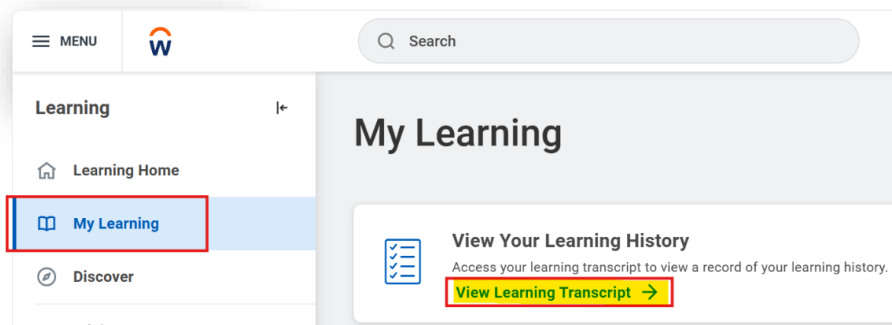 MENU
Search
Learning
My Learning
Learning Home
My Learning
View Your Learning History
Access your learning transcript to view a record of your learning history.
Discover
View Learning Transcript